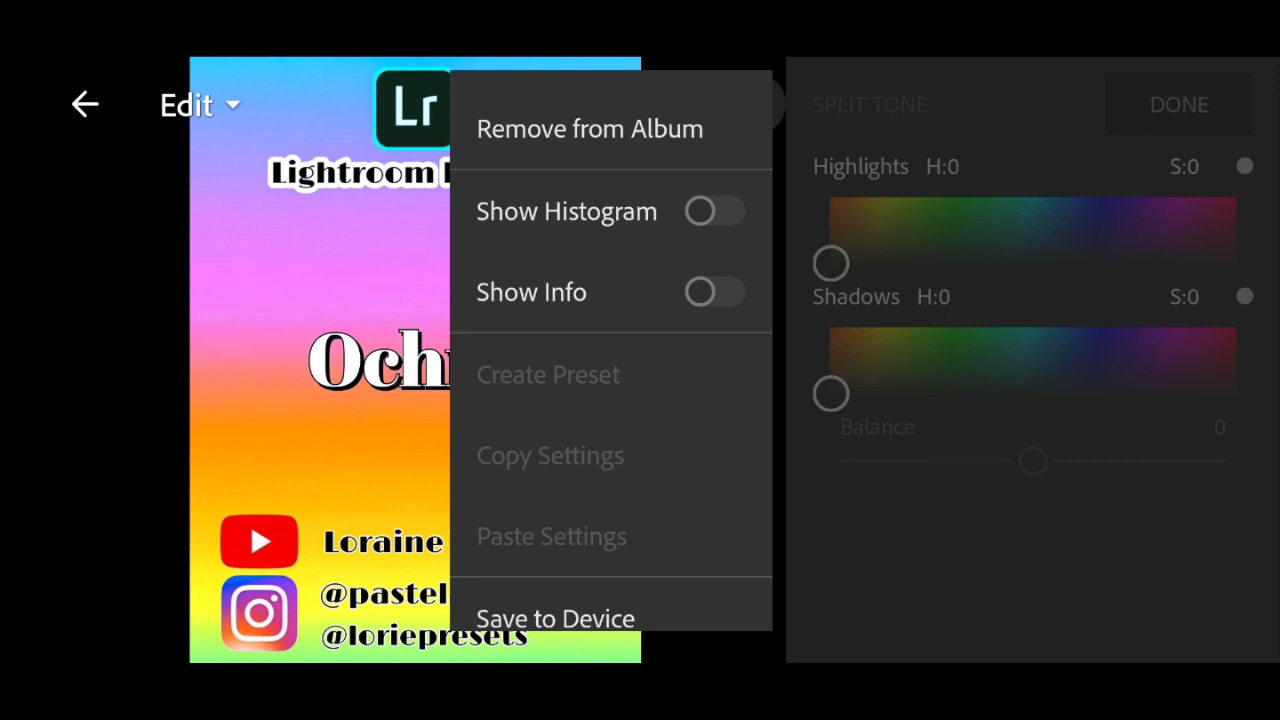 Edit
Lr
Lightroom
Och
Loraine
@pastel
@loriepresets
Remove from Album
Show Histogram
Show Info
Create Preset
Copy Settings
Paste Settings
Save to Device
SPLIT TONE
DONE
Highlights H:0 S:0
Shadows H:0 S:0
Balance 0